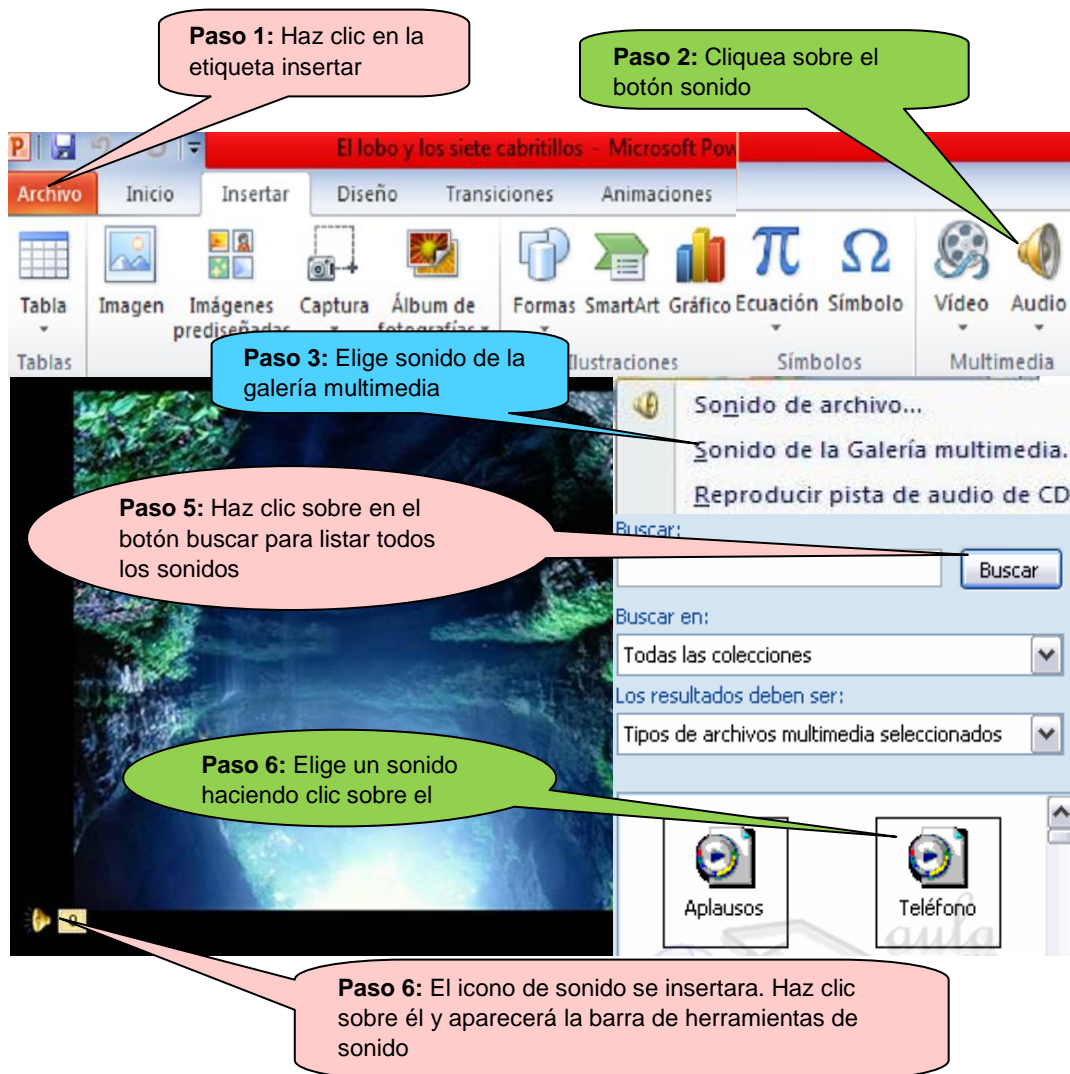 Paso 1: Haz clic en la
etiqueta insertar
Paso 2: Cliquea sobre el
botón sonido
El lobo y los siete cabritillos - Microsoft Pow
Archivo Inicio Insertar Diseño Transiciones Animaciones
Tabla Imagen Imágenes prediseñadas Captura Álbum de fotografías Formas SmartArt Gráfico Ecuación Símbolo Vídeo Audio
Tablas Ilustraciones Símbolos Multimedia
Paso 3: Elige sonido de la
galería multimedia
Sonido de archivo...
Sonido de la Galería multimedia.
Reproducir pista de audio de CD
Paso 5: Haz clic sobre en el
botón buscar para listar todos
los sonidos
Buscar:
Buscar
Buscar en:
Todas las colecciones
Los resultados deben ser:
Tipos de archivos multimedia seleccionados
Paso 6: Elige un sonido
haciendo clic sobre el
Aplausos Teléfono
aula
Paso 6: El icono de sonido se insertara. Haz clic
sobre él y aparecerá la barra de herramientas de
sonido